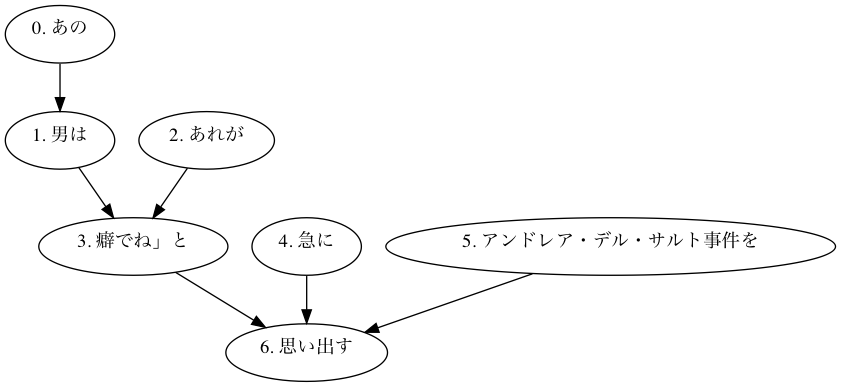 0. あの
1. 男は
2. あれが
3. 癖でね」と
4. 急に
5. アンドレア・デル・サルト事件を
6. 思い出す